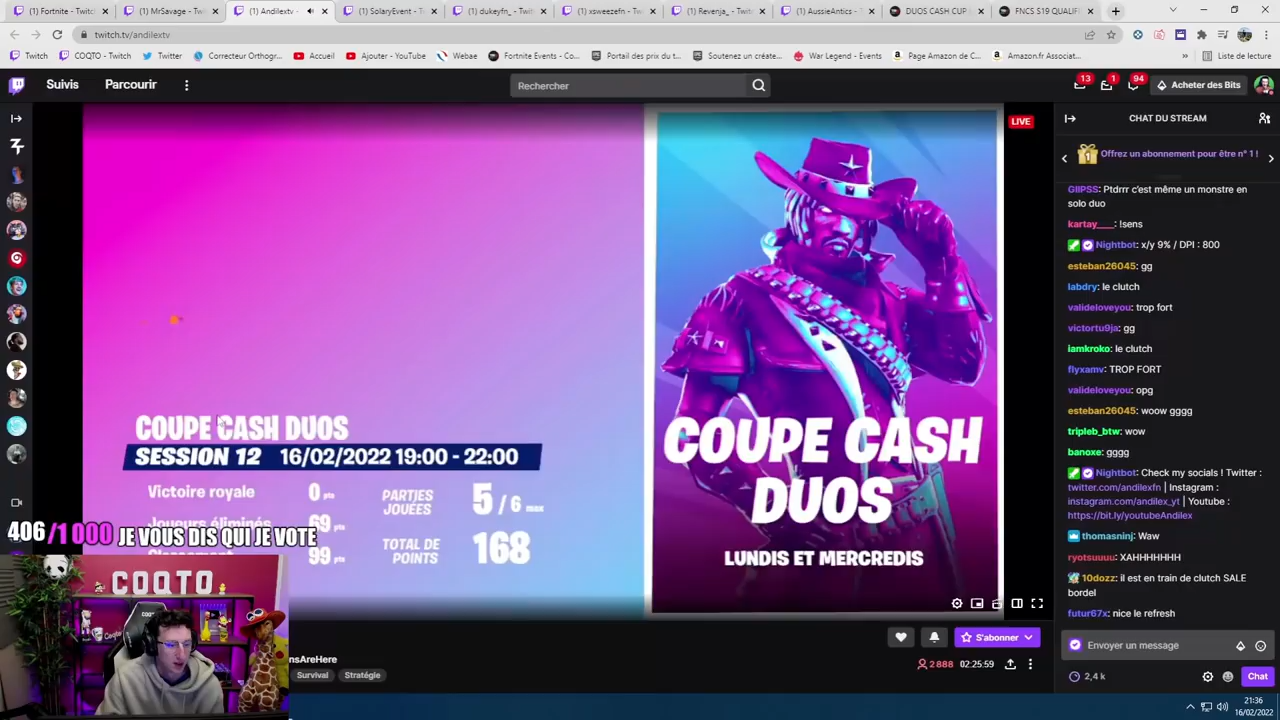 (1) Fortnite -
(1) MrSavage -
(1) Andilextv -
(1) SolaryEvent -
(1) dukeyfn_ -
(1) xsweezefn -
(1) Revenja_ -
(1) AussieAntics -
DUOS CASH CUP
FNCS S19 QUALIF
twitch.tv/andilextv
Twitch
COQTO - Twitch
Twitter
Correcteur Orthogr...
Accueil
Ajouter - YouTube
Webae
Fortnite Events - Co...
Portail des prix du t...
Soutenez un créate...
War Legend - Events
Page Amazon de C...
Amazon.fr Associat...
»
Liste de lecture
Suivis
Parcourir
Rechercher
13
1
94
Acheter des Bits
LIVE
CHAT DU STREAM
Offrez un abonnement pour être n° 1 !
GIIPSS: Ptdrrr c'est même un monstre en
solo duo
kartay____: !sens
Nightbot: x/y 9% / DPI : 800
esteban26045: gg
labdry: le clutch
valideloveyou: trop fort
victortu9ja: gg
iamkroko: le clutch
flyxamv: TROP FORT
valideloveyou: opg
esteban26045: woow gggg
tripleb_btw: wow
banoxe: gggg
Nightbot: Check my socials ! Twitter :
twitter.com/andilexfn | Instagram :
instagram.com/andilex_yt | Youtube :
https://bit.ly/youtubeAndilex
thomasninj: Waw
ryotsuuuu: XAHHHHHHH
10dozz: il est en train de clutch SALE
bordel
futur67x: nice le refresh
Envoyer un message
2,4 k
Chat
COUPE CASH DUOS
SESSION 12 16/02/2022 19:00 - 22:00
Victoire royale 0 pts
PARTIES
JOUÉES 5 / 6 max
Joueurs éliminés 69 pts
99 pts
TOTAL DE
POINTS 168
COUPE CASH
DUOS
LUNDIS ET MERCREDIS
406/1 000 JE VOUS DIS QUI JE VOTE
COQTO
nsAreHere
Survival
Stratégie
S'abonner
2 888
02:25:59
21:36
16/02/2022